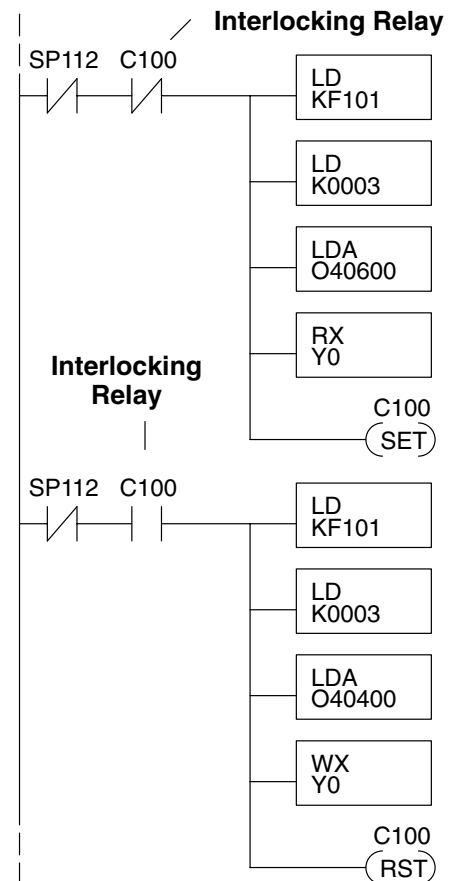 Interlocking Relay
SP112 C100
LD
KF101
LD
K0003
LDA
O40600
RX
Y0
Interlocking
Relay
C100
SET
SP112 C100
LD
KF101
LD
K0003
LDA
O40400
WX
Y0
C100
RST